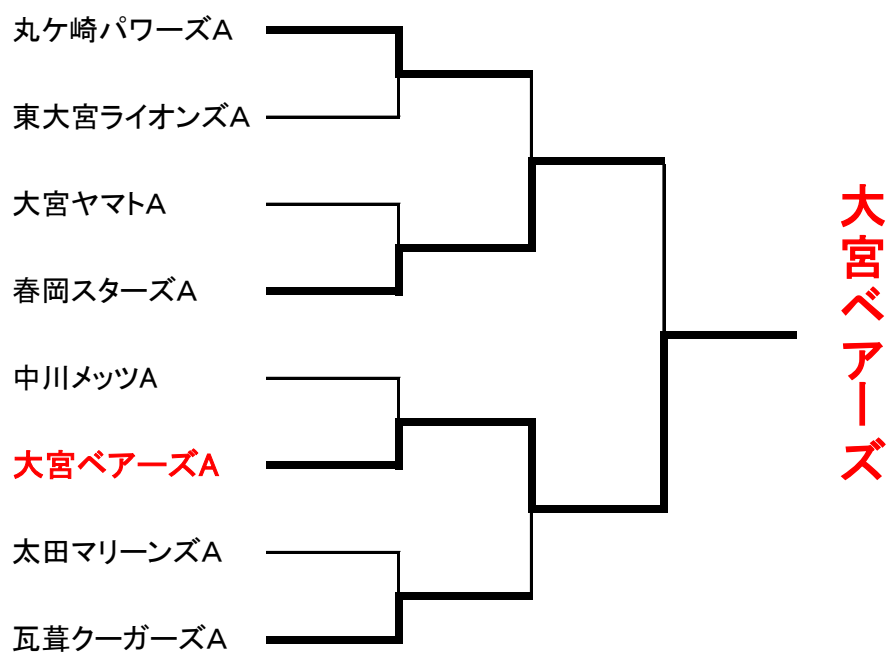 丸ケ崎パワーズA
東大宮ライオンズA
大宮ヤマトA
春岡スターズA
中川メッツA
大宮ベアーズA
太田マリーンズA
瓦葺クーガーズA
大宮ベアーズ